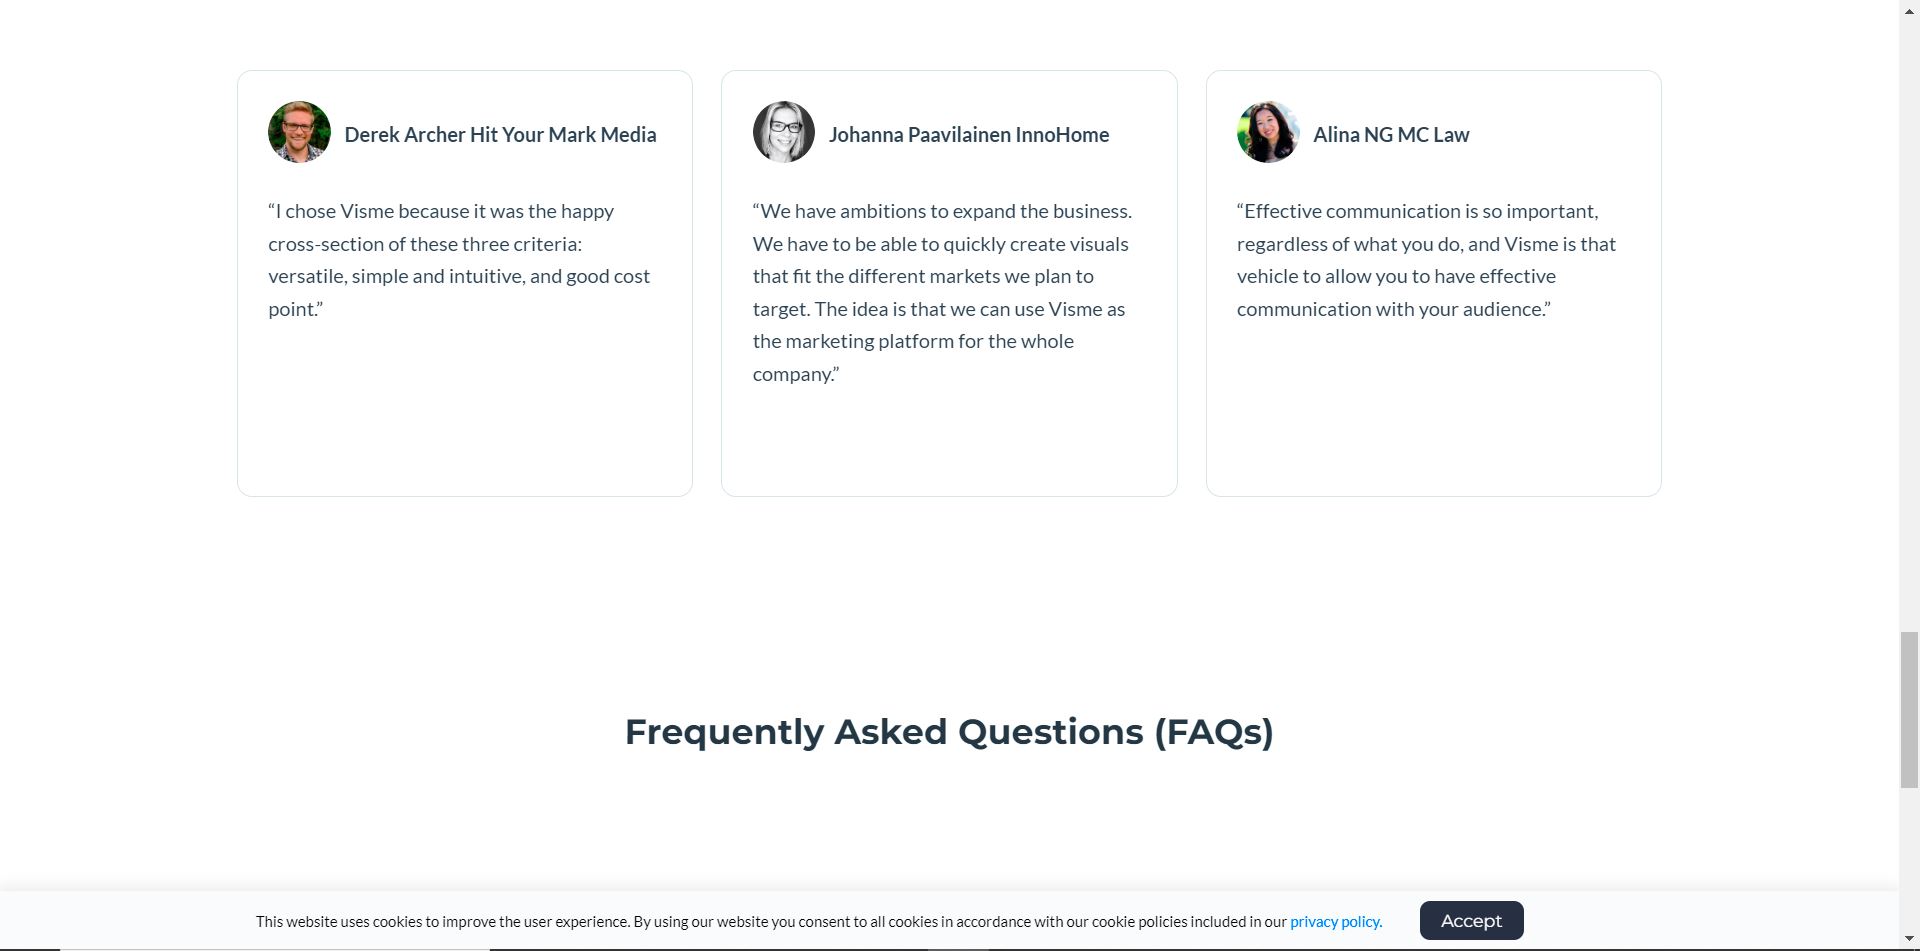 Derek Archer Hit Your Mark Media
“I chose Visme because it was the happy
cross-section of these three criteria:
versatile, simple and intuitive, and good cost
point.”
Johanna Paavilainen InnoHome
“We have ambitions to expand the business.
We have to be able to quickly create visuals
that fit the different markets we plan to
target. The idea is that we can use Visme as
the marketing platform for the whole
company.”
Alina NG MC Law
“Effective communication is so important,
regardless of what you do, and Visme is that
vehicle to allow you to have effective
communication with your audience.”
Frequently Asked Questions (FAQs)
This website uses cookies to improve the user experience. By using our website you consent to all cookies in accordance with our cookie policies included in our privacy policy.
Accept